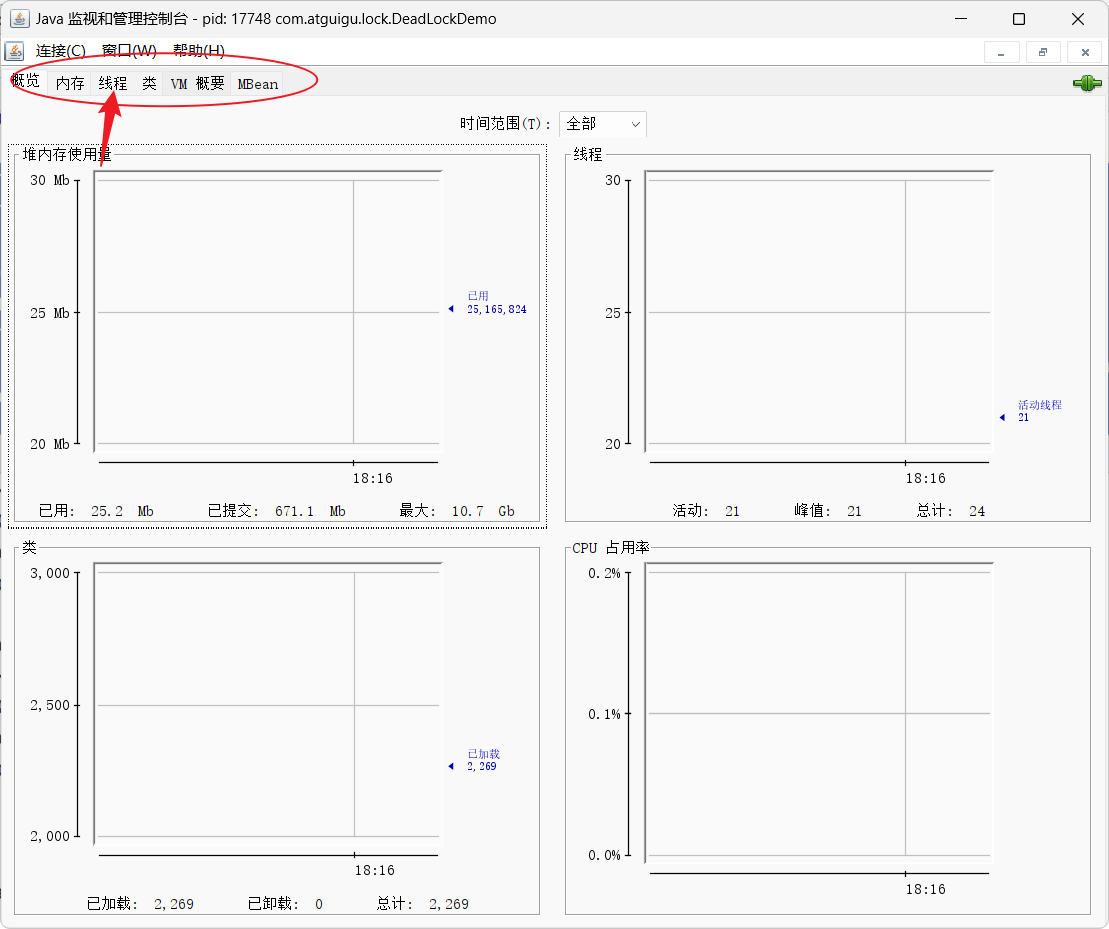 Java 监视和管理控制台 - pid: 17748 com.atguigu.lock.DeadLockDemo
连接(C) 窗口(W) 帮助(H)
概览 内存 线程 类 VM 概要 MBean
时间范围(T): 全部
堆内存使用量
30 Mb
25 Mb
20 Mb
已用
25,165,824
18:16
已用: 25.2 Mb 已提交: 671.1 Mb 最大: 10.7 Gb
线程
30
25
20
活动线程
21
18:16
活动: 21 峰值: 21 总计: 24
类
3,000
2,500
2,000
已加载
2,269
18:16
已加载: 2,269 已卸载: 0 总计: 2,269
CPU 占用率
0.2%
0.1%
0.0%
18:16